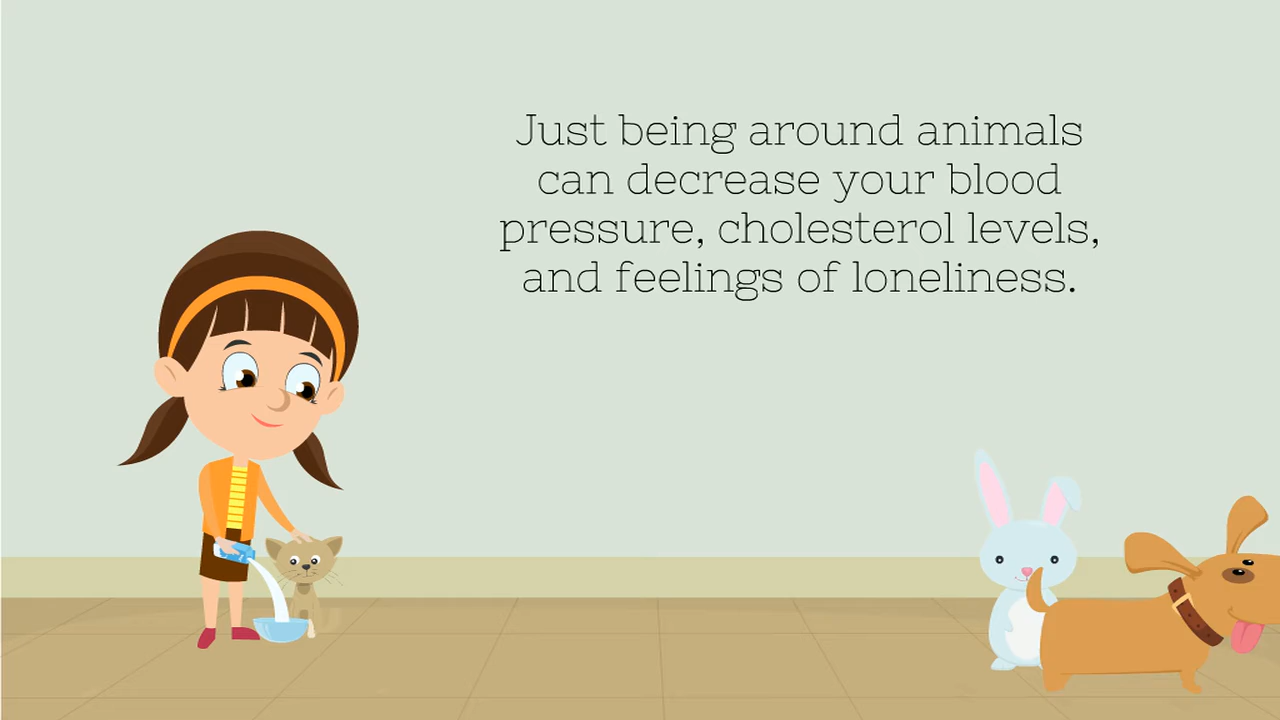 Just being around animals
can decrease your blood
pressure, cholesterol levels,
and feelings of loneliness.